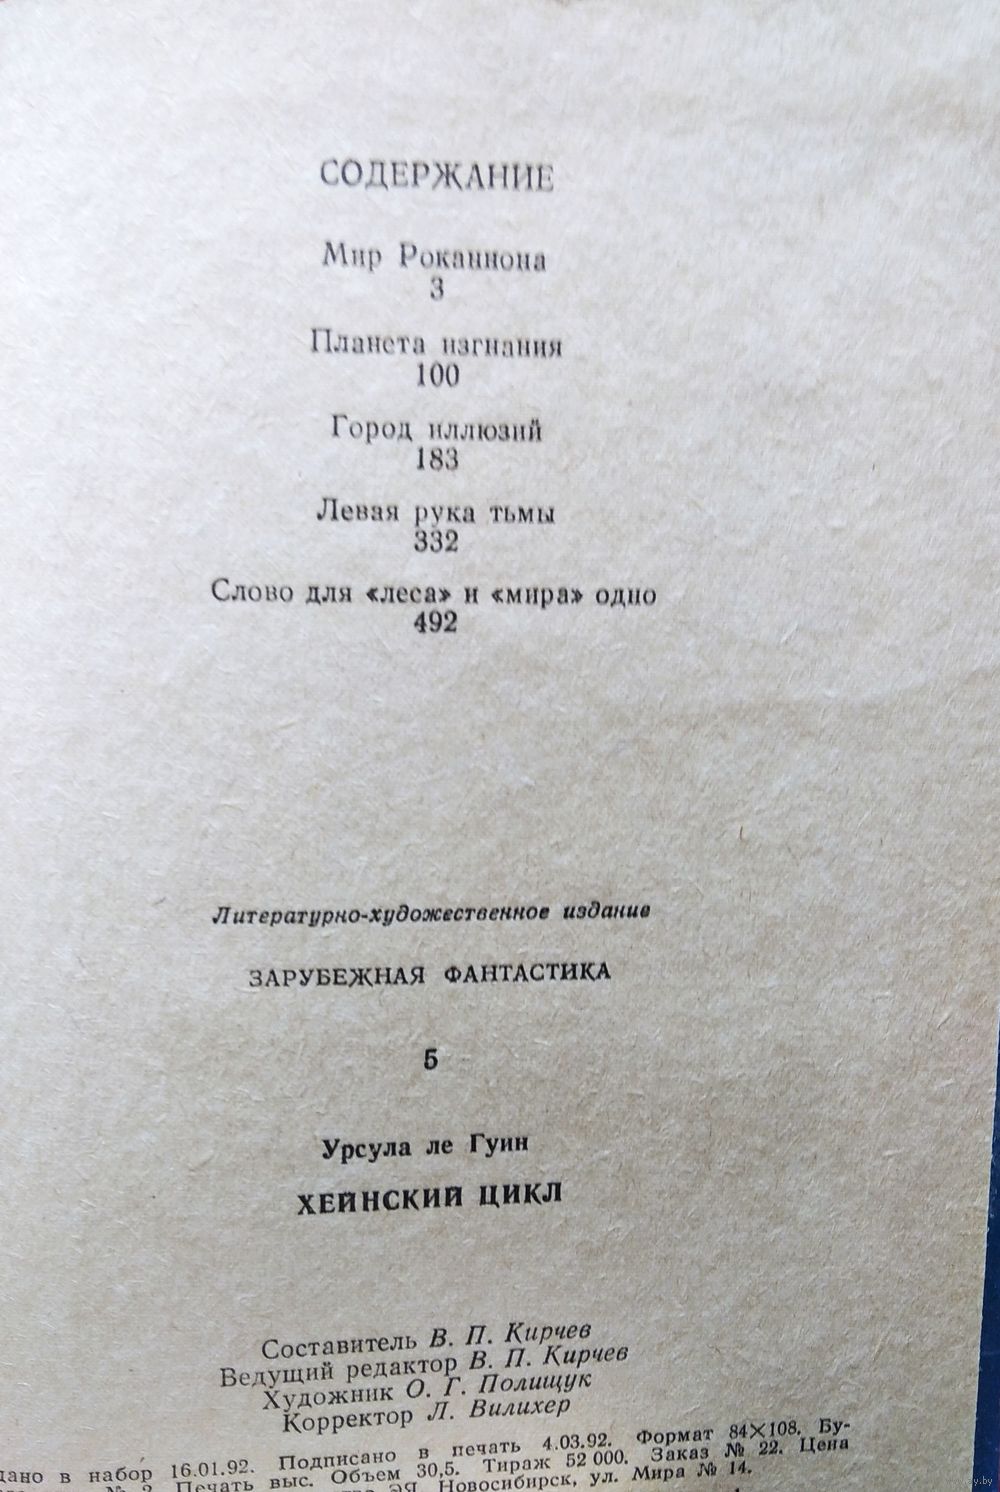 СОДЕРЖАНИЕ
Мир Роканнона
3
Планета изгнания
100
Город иллюзий
183
Левая рука тьмы
332
Слово для «леса» и «мира» одно
492
Литературно-художественное издание
ЗАРУБЕЖНАЯ ФАНТАСТИКА
5
Урсула ле Гуин
ХЕЙНСКИЙ ЦИКЛ
Составитель В. П. Кирчев
Ведущий редактор В. П. Кирчев
Художник О. Г. Полищук
Корректор Л. Вилихер
дано в набор 16.01.92. Подписано в печать 4.03.92. Формат 84×108. Бу-
№ 2. Печать выс. Объем 30,5. Тираж 52 000. Заказ № 22. Цена
ЭЯ. Новосибирск, ул. Мира № 14.